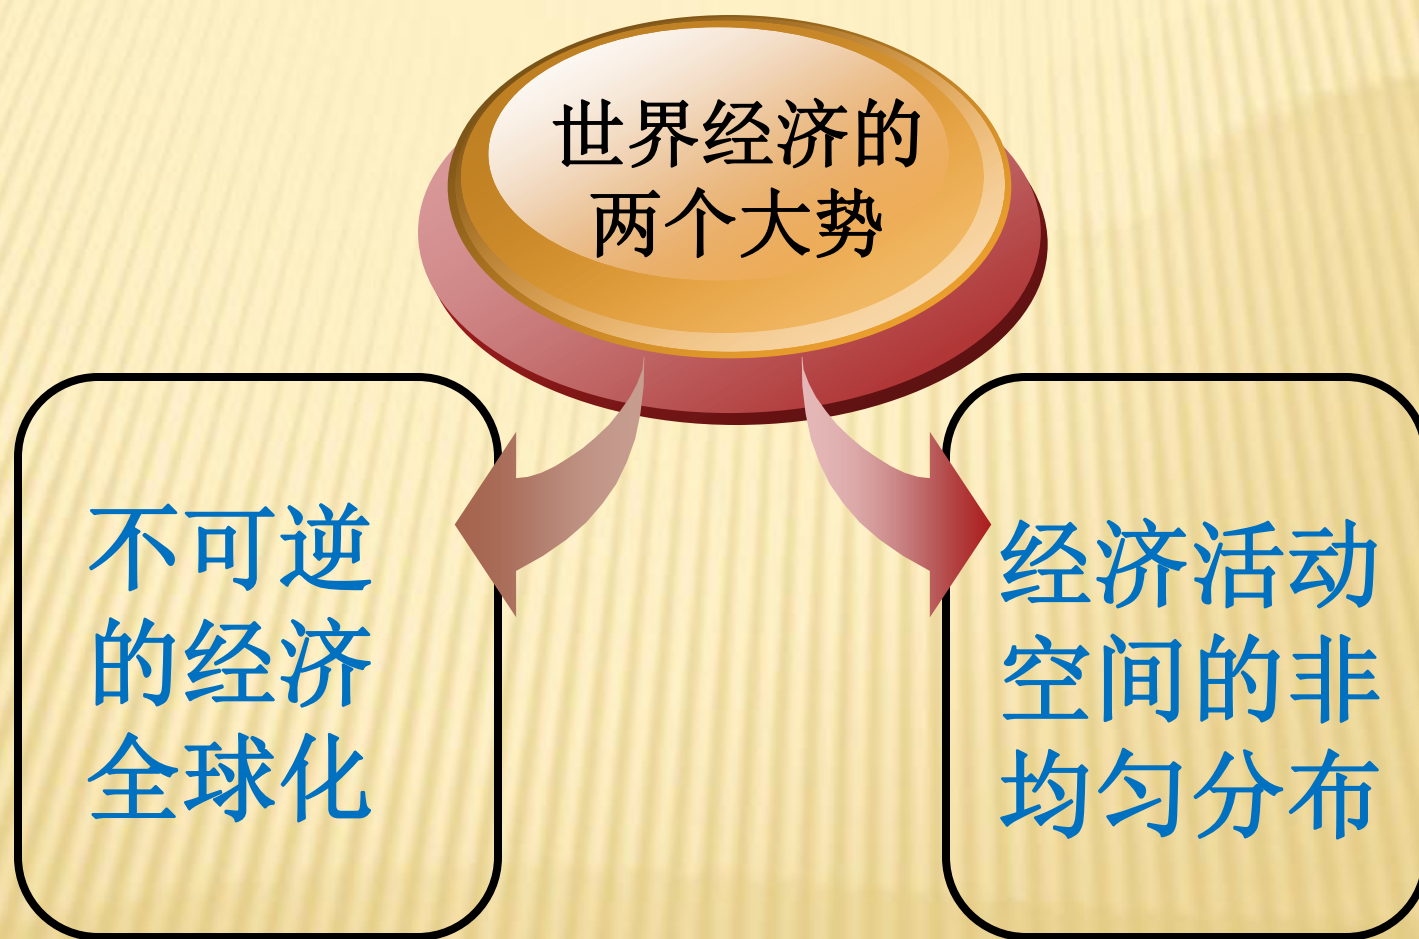 世界经济的
两个大势
不可逆
的经济
全球化
经济活动
空间的非
均匀分布